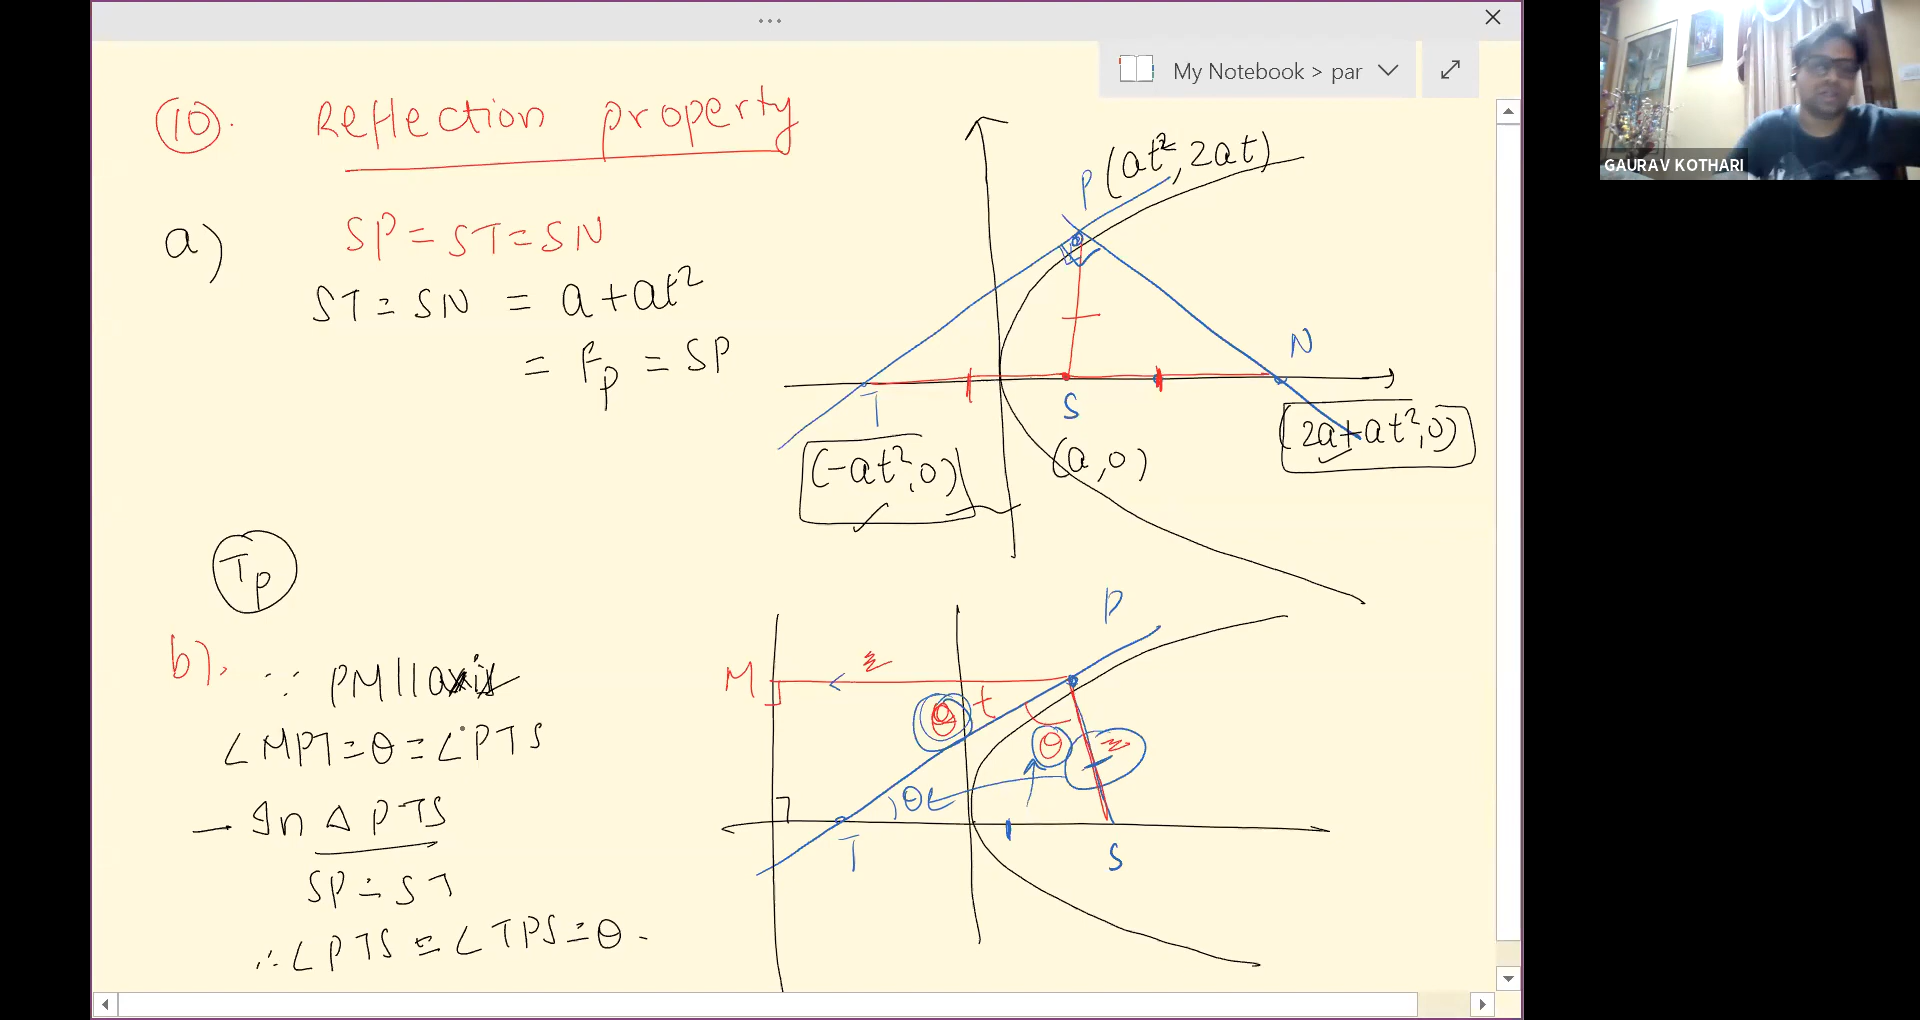 My Notebook > par
GAURAV KOTHARI
(10). Reflection property
a) SP = ST = SN
ST = SN = a + at²
= Fp = SP
P (at², 2at)
N
T
S
(-at², 0)
(a, 0)
(2a + at², 0)
Tp
b). ∵ PM || axis
∠MPT = θ = ∠PTS
- In △ PTS
SP = ST
∴ ∠PTS = ∠TPS = θ.
P
M
θ t
θ
θ t
T
S